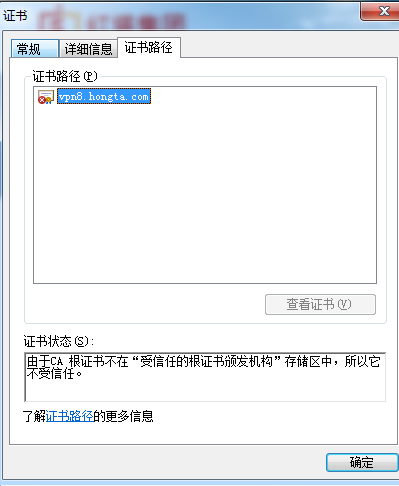 证书
常规
详细信息
证书路径
证书路径(P)
vpn8.hongta.com
查看证书(V)
证书状态(S):
由于CA 根证书不在“受信任的根证书颁发机构”存储区中，所以它
不受信任。
了解证书路径的更多信息
确定